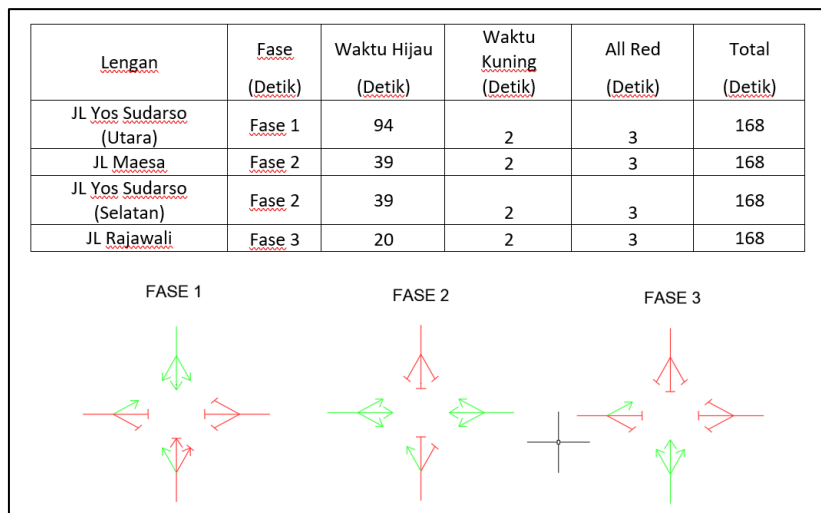 Lengan Fase (Detik) Waktu Hijau (Detik) Waktu Kuning (Detik) All Red (Detik) Total (Detik)
JL Yos Sudarso (Utara) Fase 1 94 2 3 168
JL Maesa Fase 2 39 2 3 168
JL Yos Sudarso (Selatan) Fase 2 39 2 3 168
JL Rajawali Fase 3 20 2 3 168
FASE 1 FASE 2 FASE 3